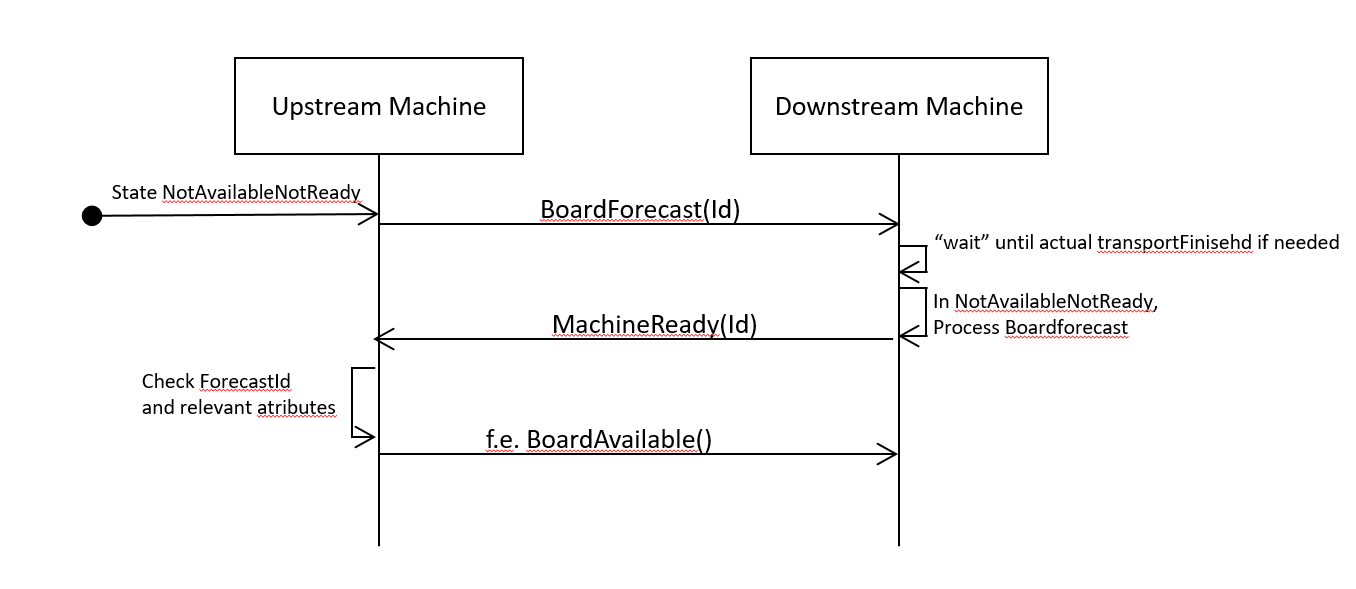 Upstream Machine
Downstream Machine
State NotAvailableNotReady
BoardForecast(Id)
“wait” until actual transportFinisehd if needed
In NotAvailableNotReady,
Process Boardforecast
MachineReady(Id)
Check ForecastId
and relevant atributes
f.e. BoardAvailable()